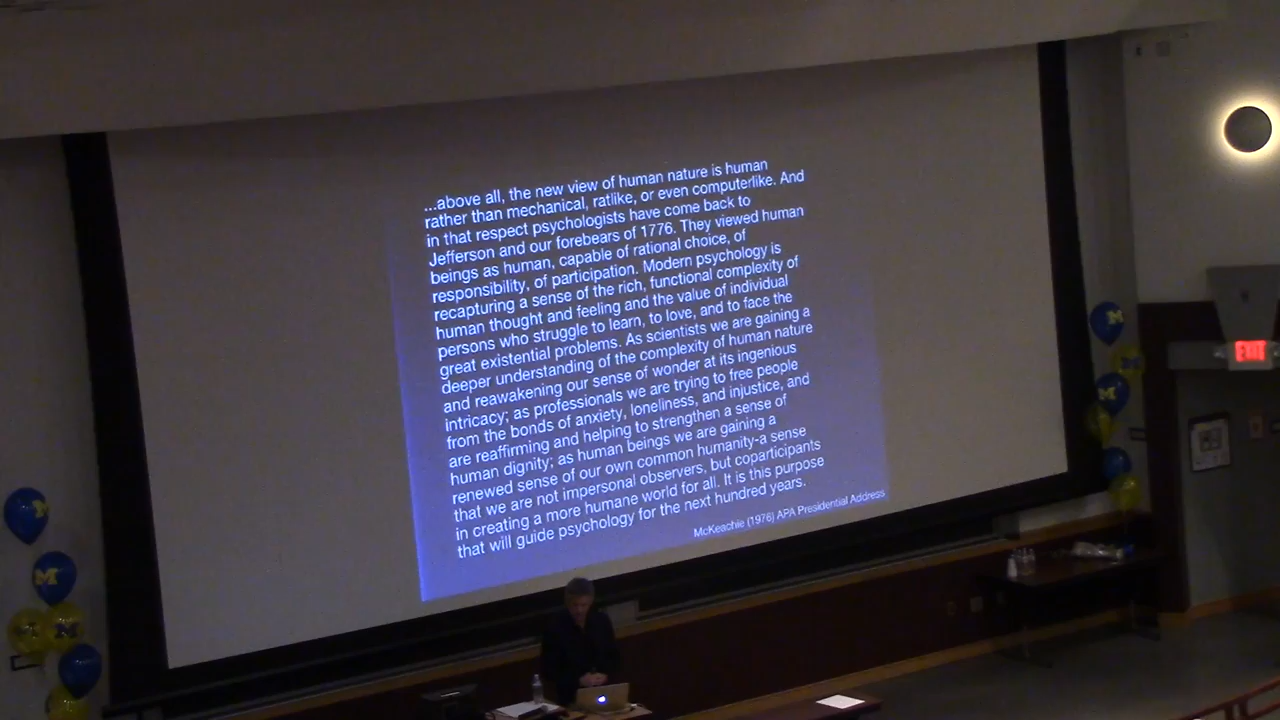 ...above all, the new view of human nature is human
rather than mechanical, ratlike, or even computerlike. And
in that respect psychologists have come back to
Jefferson and our forebears of 1776. They viewed human
beings as human, capable of rational choice, of
responsibility, of participation. Modern psychology is
recapturing a sense of the rich, functional complexity of
human thought and feeling and the value of individual
persons who struggle to learn, to love, and to face the
great existential problems. As scientists we are gaining a
deeper understanding of the complexity of human nature
and reawakening our sense of wonder at its ingenious
intricacy; as professionals we are trying to free people
from the bonds of anxiety, loneliness, and injustice, and
are reaffirming and helping to strengthen a sense of
human dignity; as human beings we are gaining a
renewed sense of our own common humanity-a sense
that we are not impersonal observers, but coparticipants
in creating a more humane world for all. It is this purpose
that will guide psychology for the next hundred years.
McKeachie (1976) APA Presidential Address
EXIT
M
M
M
M
M
M
M